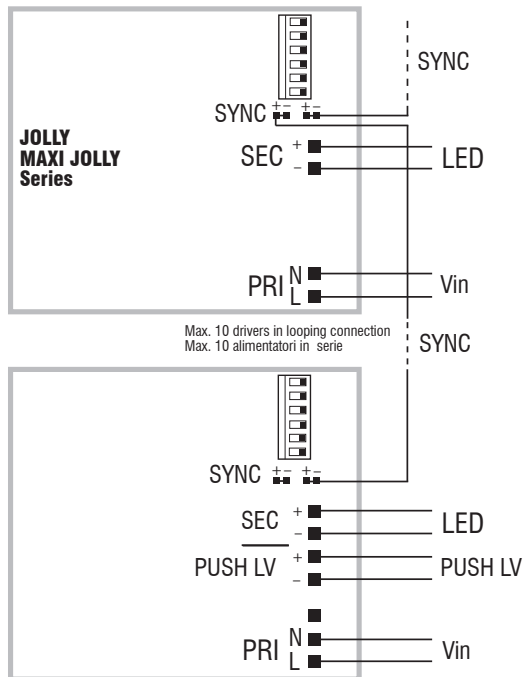 SYNC
SYNC +- +-
JOLLY
MAXI JOLLY
Series
SEC + - LED
PRI N L Vin
Max. 10 drivers in looping connection
Max. 10 alimentatori in serie
SYNC
SYNC +- +-
SEC + - LED
PUSH LV + - PUSH LV
PRI N L Vin